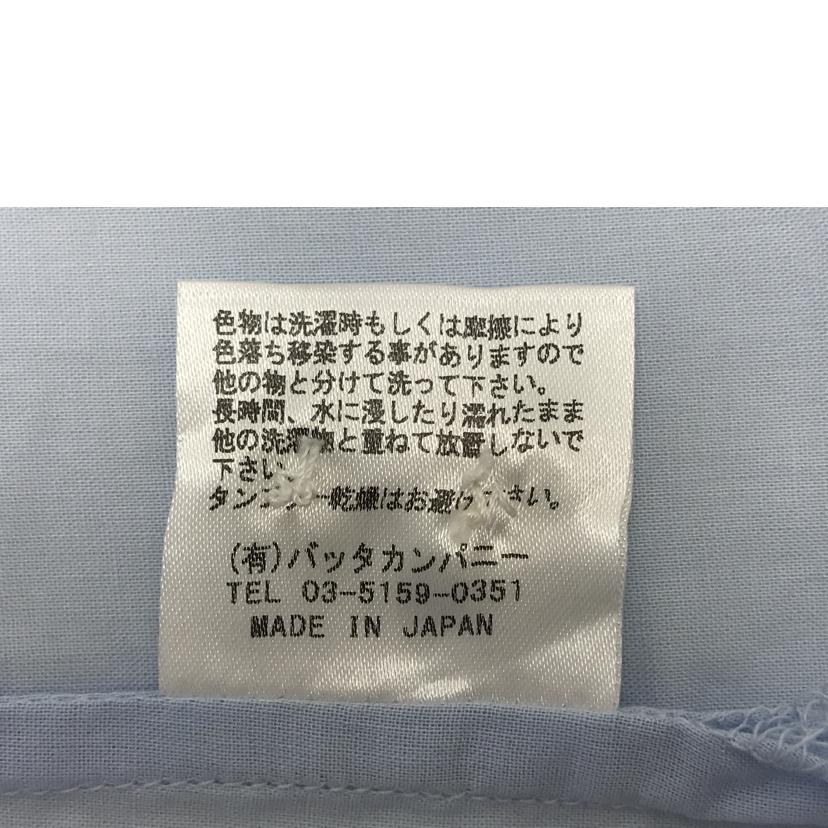 色物は洗濯時もしくは摩擦により
色落ち移染する事がありますので
他の物と分けて洗って下さい。
長時間、水に浸したり濡れたまま
他の洗濯物と重ねて放置しないで
下さい。
タンブラー乾燥はお避け下さい。
(有)バッタカンパニー
TEL 03-5159-0351
MADE IN JAPAN